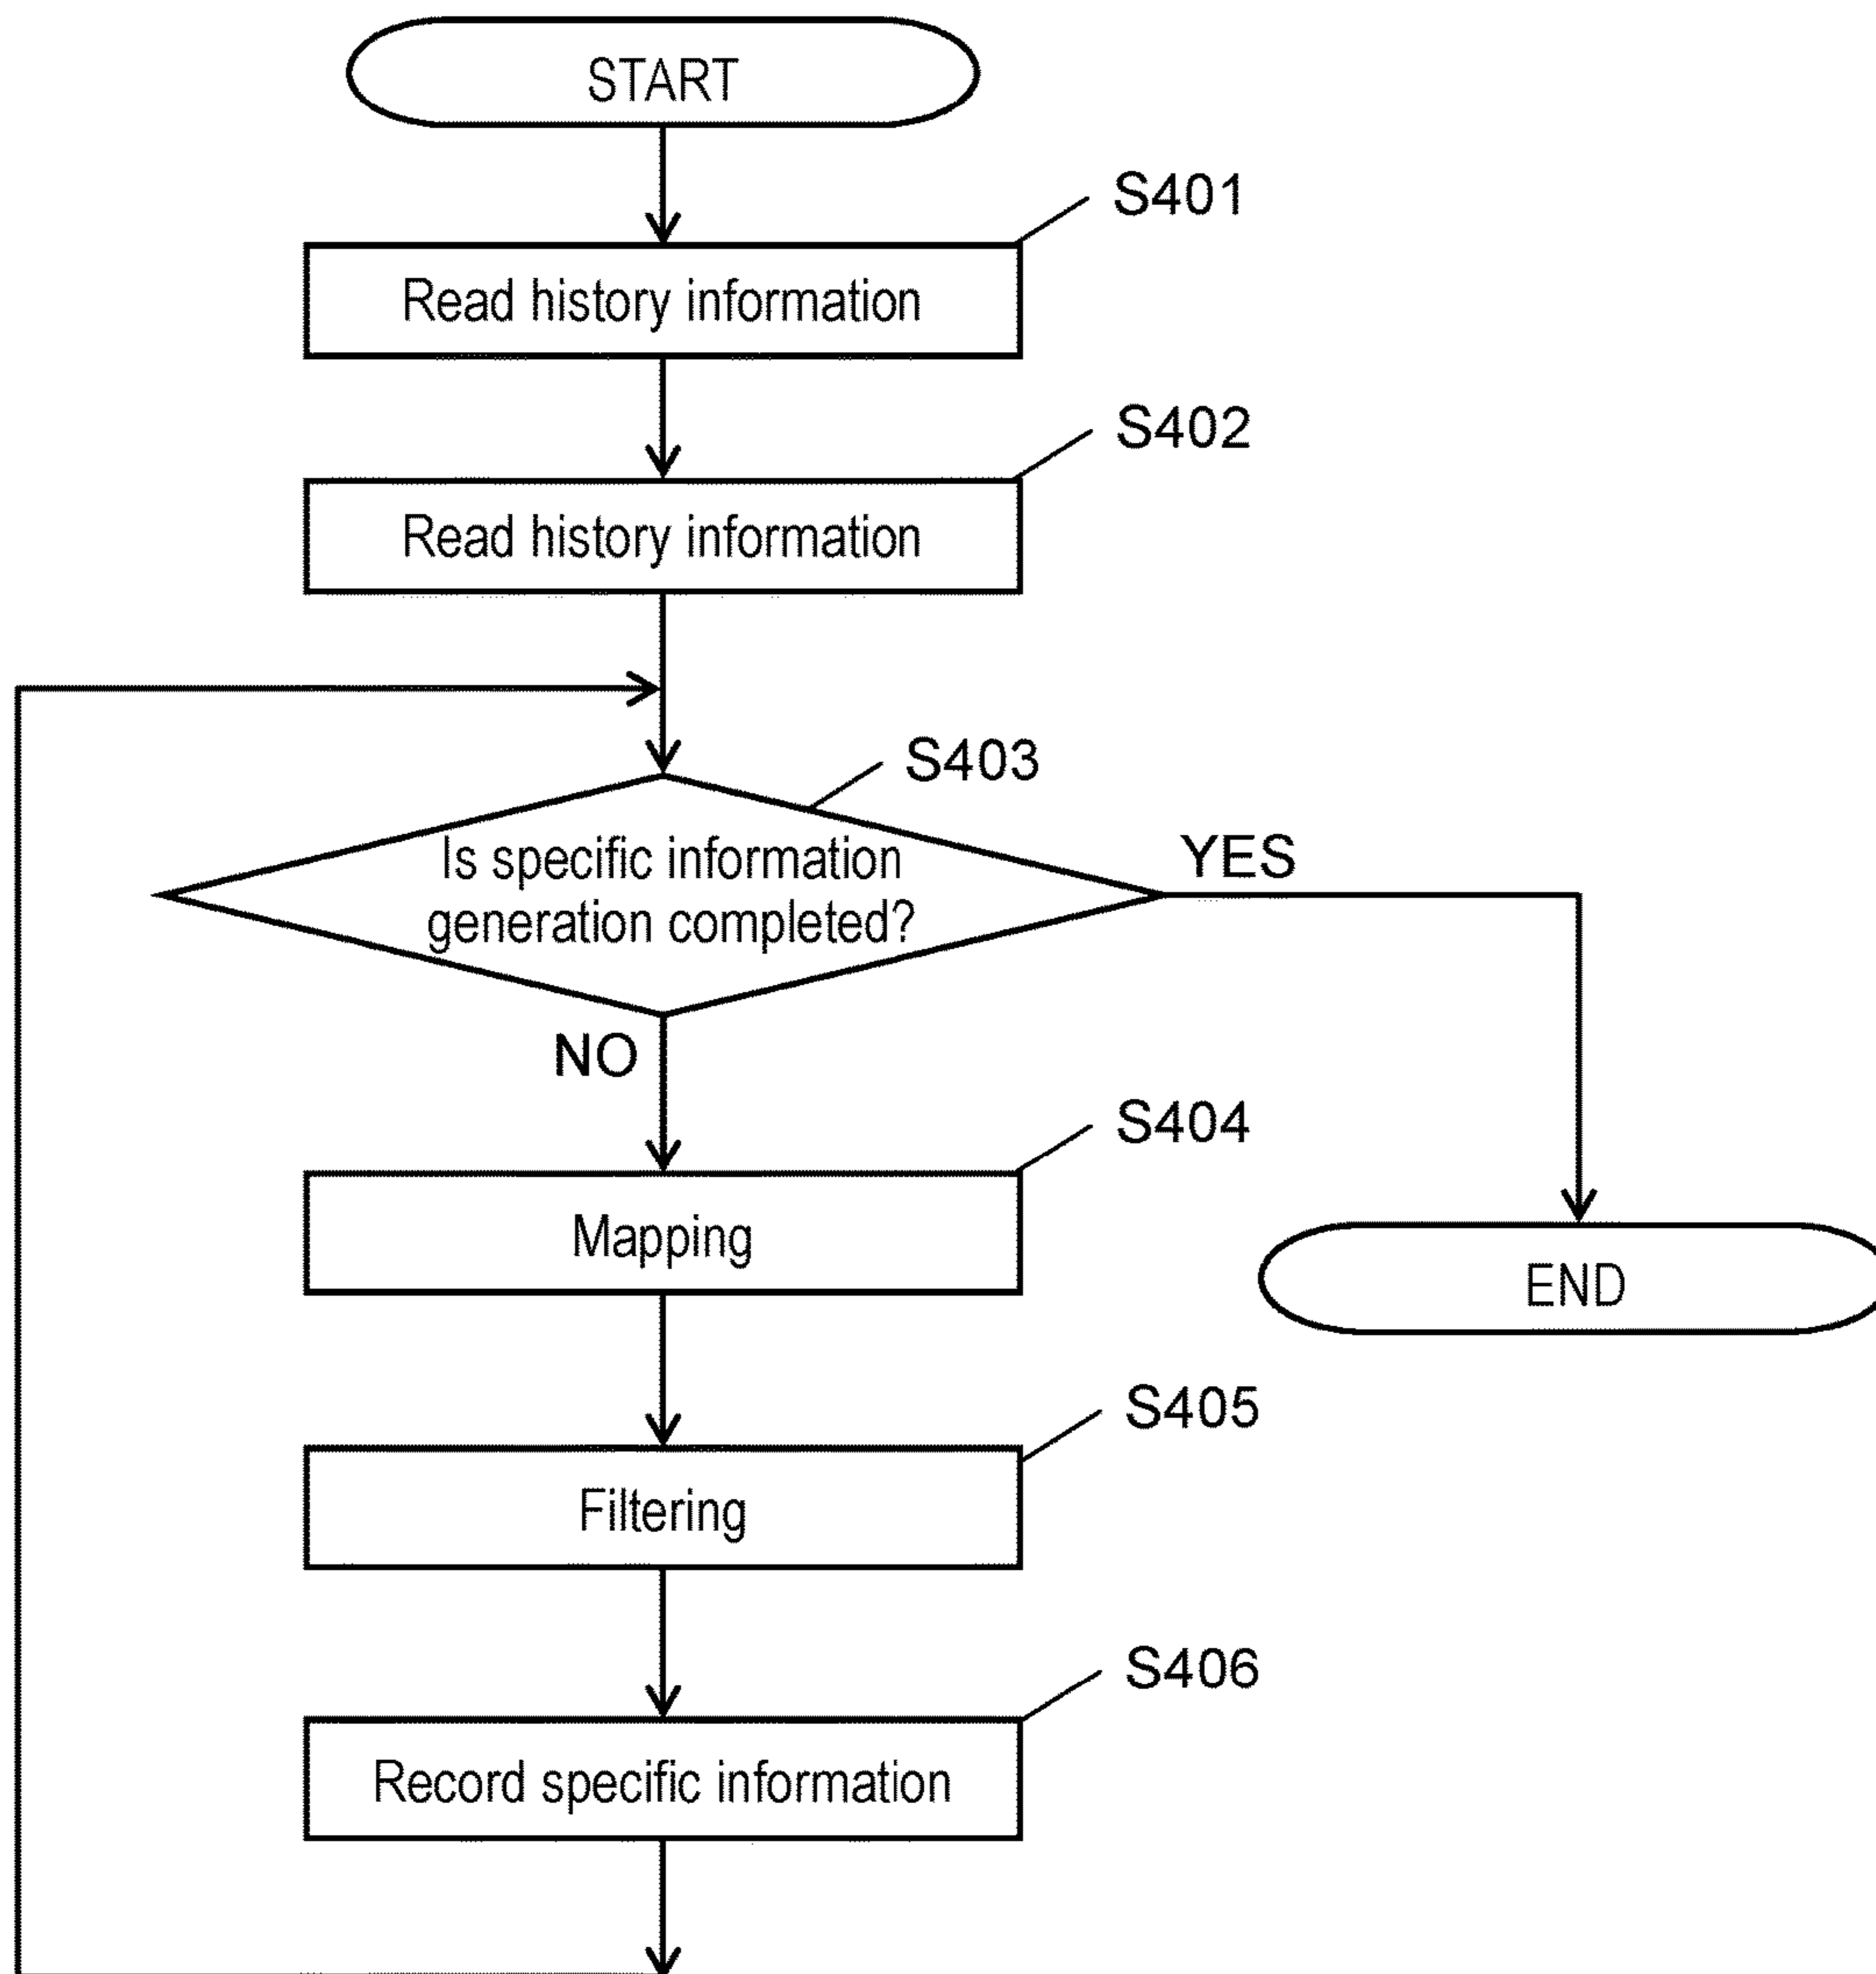 START
S401
Read history information
S402
Read history information
S403
Is specific information
generation completed?
YES
NO
S404
Mapping
END
S405
Filtering
S406
Record specific information